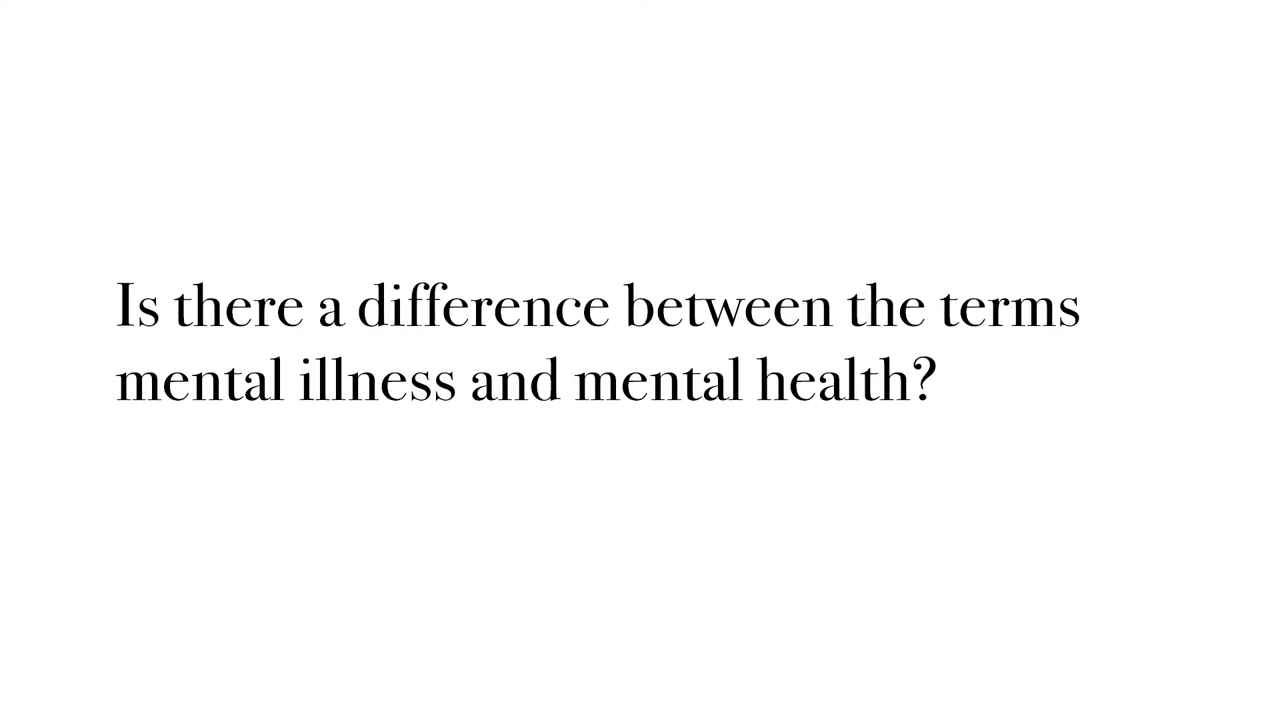 Is there a difference between the terms
mental illness and mental health?